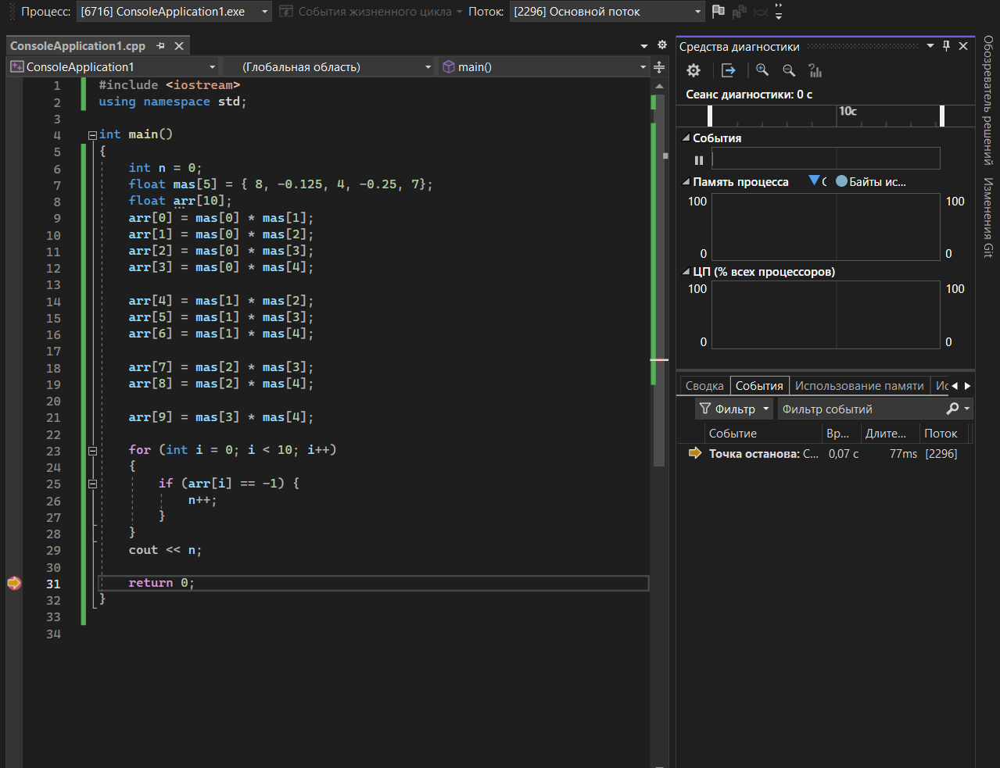 Процесс: [6716] ConsoleApplication1.exe События жизненного цикла Поток: [2296] Основной поток
ConsoleApplication1.cpp
ConsoleApplication1 (Глобальная область) main()
1 #include <iostream>
2 using namespace std;
3
4 int main()
5 {
6 int n = 0;
7 float mas[5] = { 8, -0.125, 4, -0.25, 7};
8 float arr[10];
9 arr[0] = mas[0] * mas[1];
10 arr[1] = mas[0] * mas[2];
11 arr[2] = mas[0] * mas[3];
12 arr[3] = mas[0] * mas[4];
13
14 arr[4] = mas[1] * mas[2];
15 arr[5] = mas[1] * mas[3];
16 arr[6] = mas[1] * mas[4];
17
18 arr[7] = mas[2] * mas[3];
19 arr[8] = mas[2] * mas[4];
20
21 arr[9] = mas[3] * mas[4];
22
23 for (int i = 0; i < 10; i++)
24 {
25 if (arr[i] == -1) {
26 n++;
27 }
28 }
29 cout << n;
30
31 return 0;
32 }
33
34
Средства диагностики
Сеанс диагностики: 0 с
10с
События
Память процесса С Байты ис...
100 100
0 0
ЦП (% всех процессоров)
100 100
0 0
Сводка События Использование памяти Ис
Фильтр Фильтр событий
Событие Вр... Длите... Поток
Точка останова: С... 0,07 с 77ms [2296]
Обозреватель решений
Изменения Git